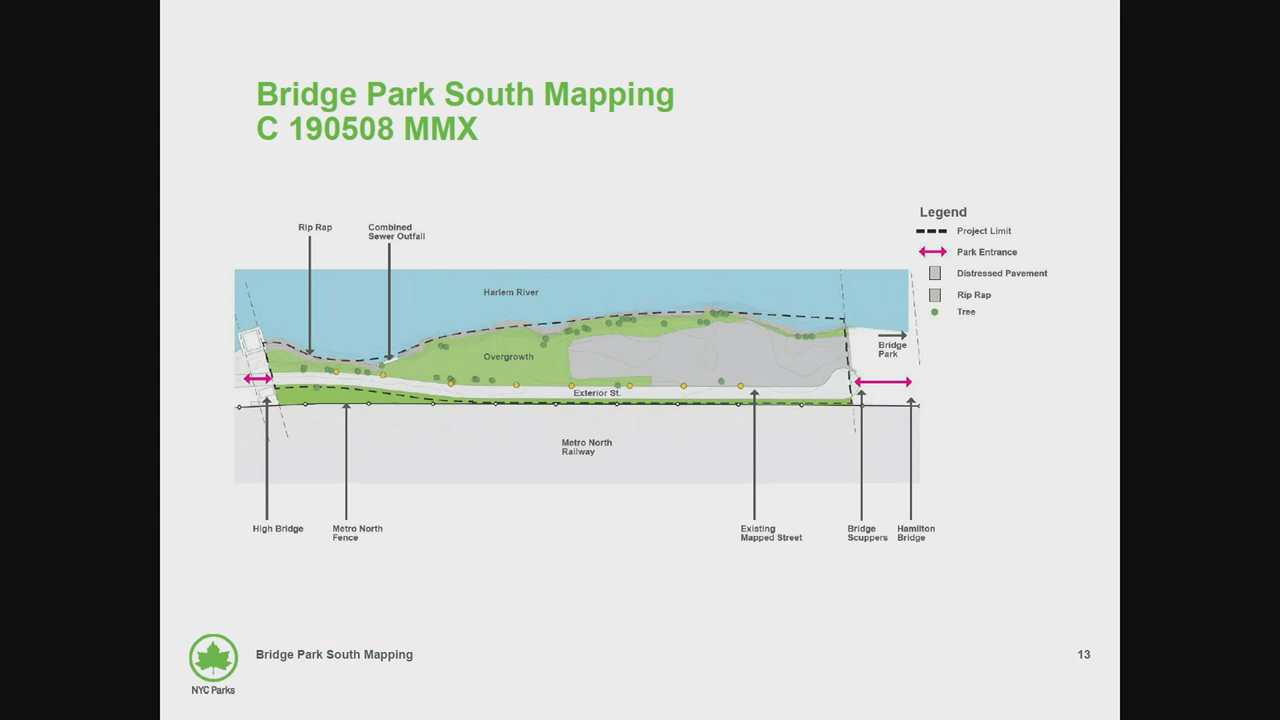 Bridge Park South Mapping
C 190508 MMX
Legend
Project Limit
Park Entrance
Distressed Pavement
Rip Rap
Tree
Rip Rap
Combined
Sewer Outfall
Harlem River
Overgrowth
Bridge
Park
Exterior St.
Metro North
Railway
High Bridge
Metro North
Fence
Existing
Mapped Street
Bridge
Scuppers
Hamilton
Bridge
NYC Parks
Bridge Park South Mapping
13